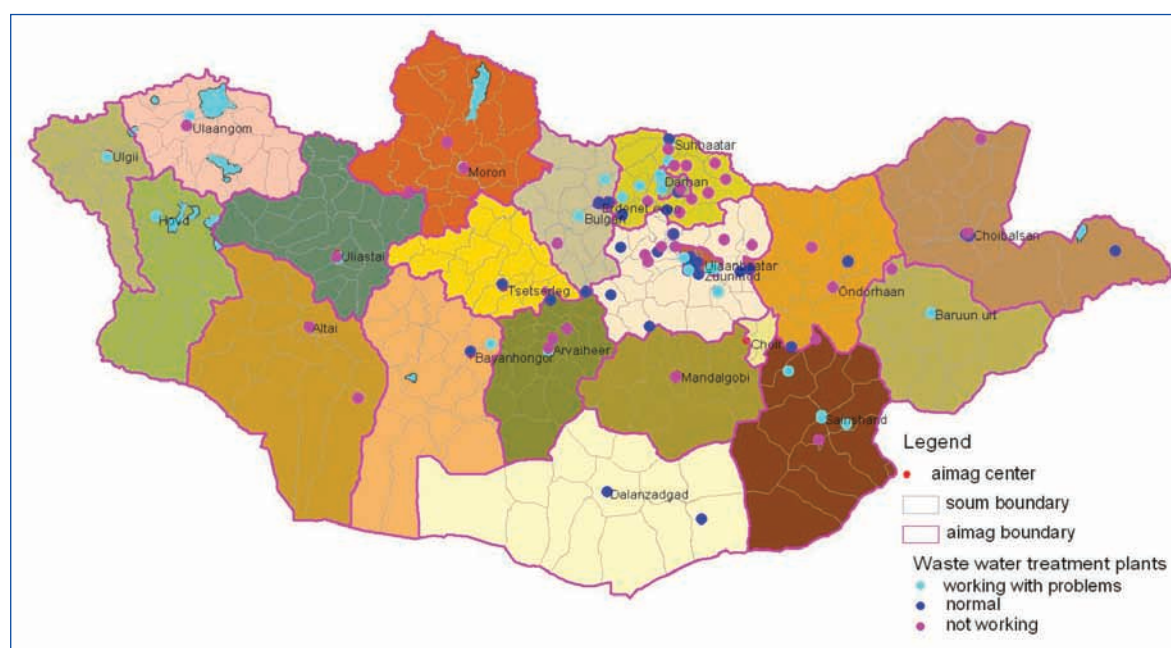 Suhbaatar
Ulaangom
Ulgii
Moron
Darhan
Hovd
Bulgan
Choibalsan
Uliastai
Ulaanbaatar
Zuunmod
Tsetserleg
Ondorhaan
Baruun urt
Altai
Choir
Bayanhongor
Arvaiheer
Mandalgobi
Sainshand
Dalanzadgad
Legend
aimag center
soum boundary
aimag boundary
Waste water treatment plants
working with problems
normal
not working